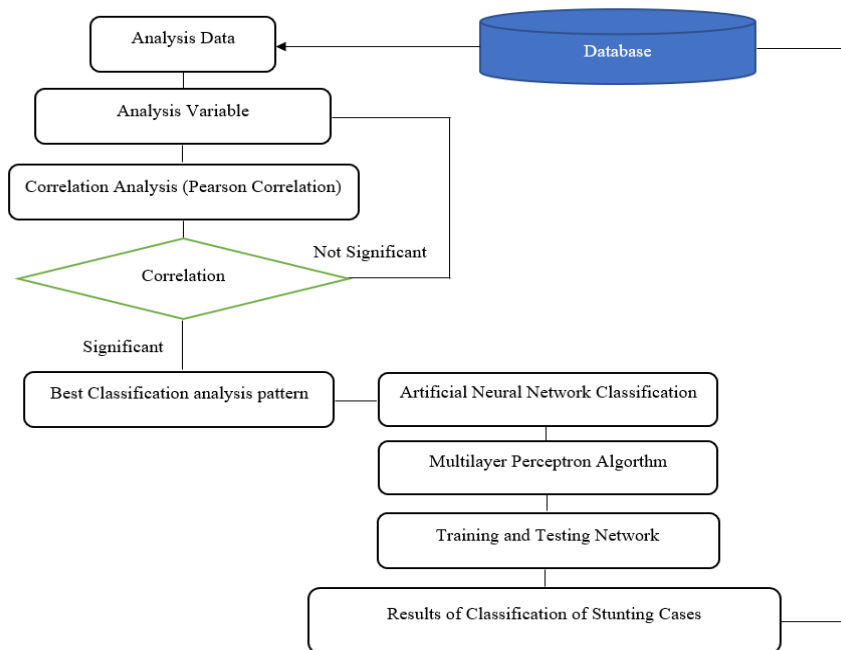 Analysis Data
Database
Analysis Variable
Correlation Analysis (Pearson Correlation)
Not Significant
Correlation
Significant
Best Classification analysis pattern
Artificial Neural Network Classification
Multilayer Perceptron Algorthm
Training and Testing Network
Results of Classification of Stunting Cases